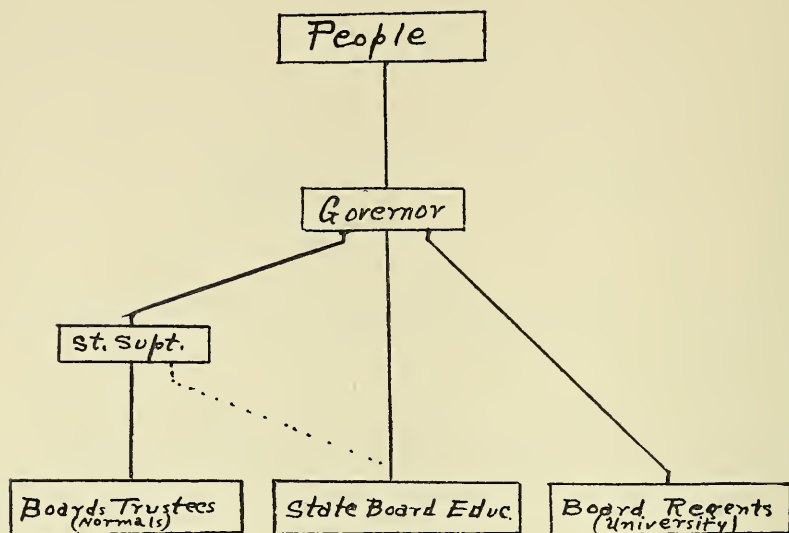 People
Governor
St. Supt.
Boards Trustees
(Normals)
State Board Educ.
Board Regents
(University)